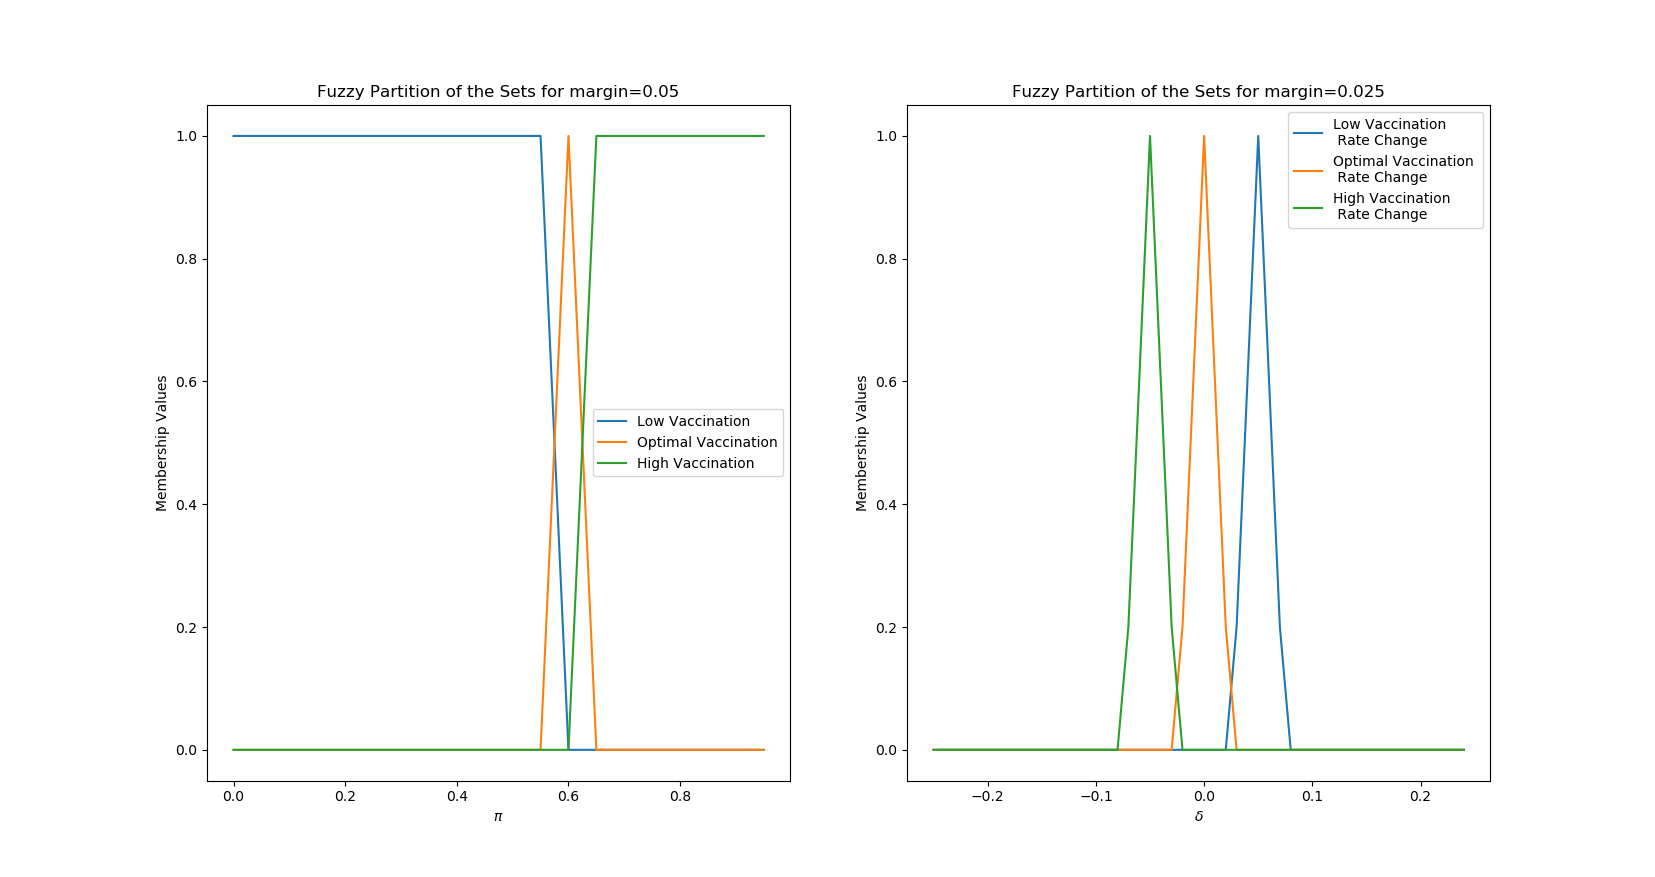 Fuzzy Partition of the Sets for margin=0.05
1.0
0.8
0.6
0.4
0.2
0.0
Membership Values
Low Vaccination
Optimal Vaccination
High Vaccination
0.0 0.2 0.4 0.6 0.8
π
Fuzzy Partition of the Sets for margin=0.025
1.0
0.8
0.6
0.4
0.2
0.0
Membership Values
Low Vaccination
Rate Change
Optimal Vaccination
Rate Change
High Vaccination
Rate Change
−0.2 −0.1 0.0 0.1 0.2
δ